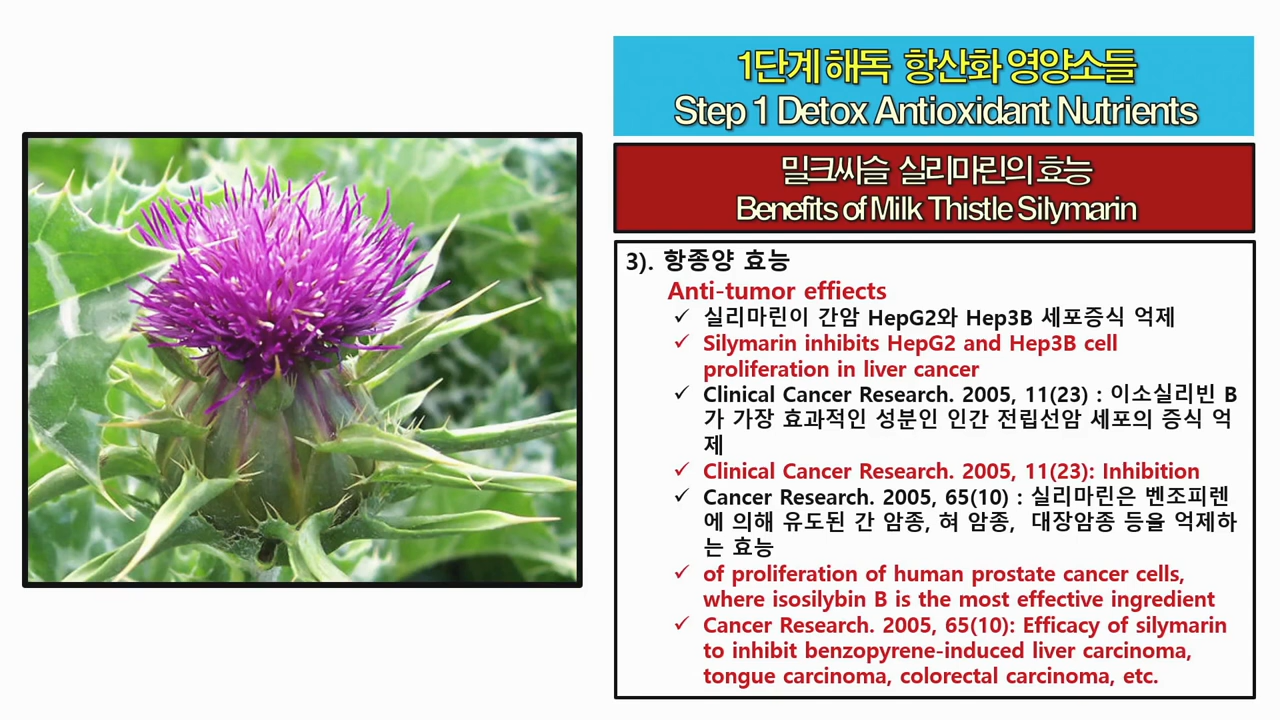 1단계 해독 항산화 영양소들
Step 1 Detox Antioxidant Nutrients
밀크씨슬 실리마린의 효능
Benefits of Milk Thistle Silymarin
3). 항종양 효능
Anti-tumor effiects
✓ 실리마린이 간암 HepG2와 Hep3B 세포증식 억제
✓ Silymarin inhibits HepG2 and Hep3B cell
proliferation in liver cancer
✓ Clinical Cancer Research. 2005, 11(23) : 이소실리빈 B
가 가장 효과적인 성분인 인간 전립선암 세포의 증식 억
제
✓ Clinical Cancer Research. 2005, 11(23): Inhibition
✓ Cancer Research. 2005, 65(10) : 실리마린은 벤조피렌
에 의해 유도된 간 암종, 혀 암종, 대장암종 등을 억제하
는 효능
✓ of proliferation of human prostate cancer cells,
where isosilybin B is the most effective ingredient
✓ Cancer Research. 2005, 65(10): Efficacy of silymarin
to inhibit benzopyrene-induced liver carcinoma,
tongue carcinoma, colorectal carcinoma, etc.